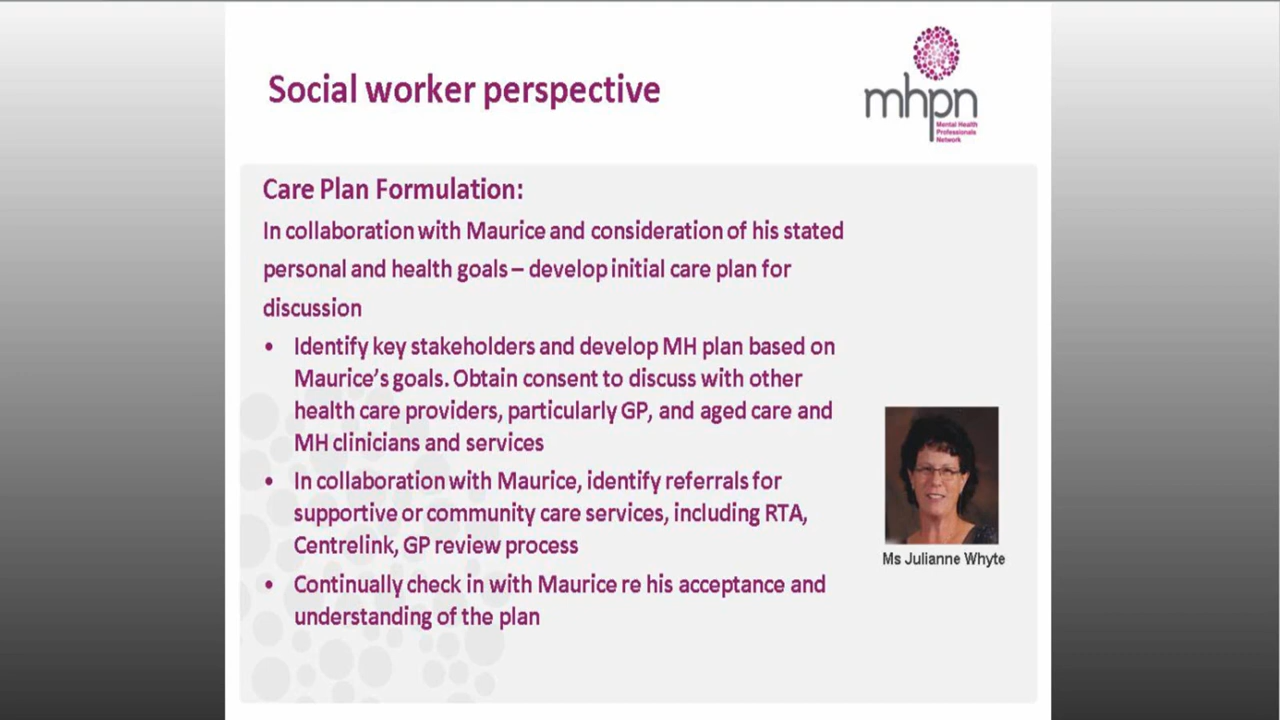 Social worker perspective
mhpn
Mental Health
Professionals
Network
Care Plan Formulation:
In collaboration with Maurice and consideration of his stated
personal and health goals – develop initial care plan for
discussion
• Identify key stakeholders and develop MH plan based on
Maurice's goals. Obtain consent to discuss with other
health care providers, particularly GP, and aged care and
MH clinicians and services
• In collaboration with Maurice, identify referrals for
supportive or community care services, including RTA,
Centrelink, GP review process
• Continually check in with Maurice re his acceptance and
understanding of the plan
Ms Julianne Whyte